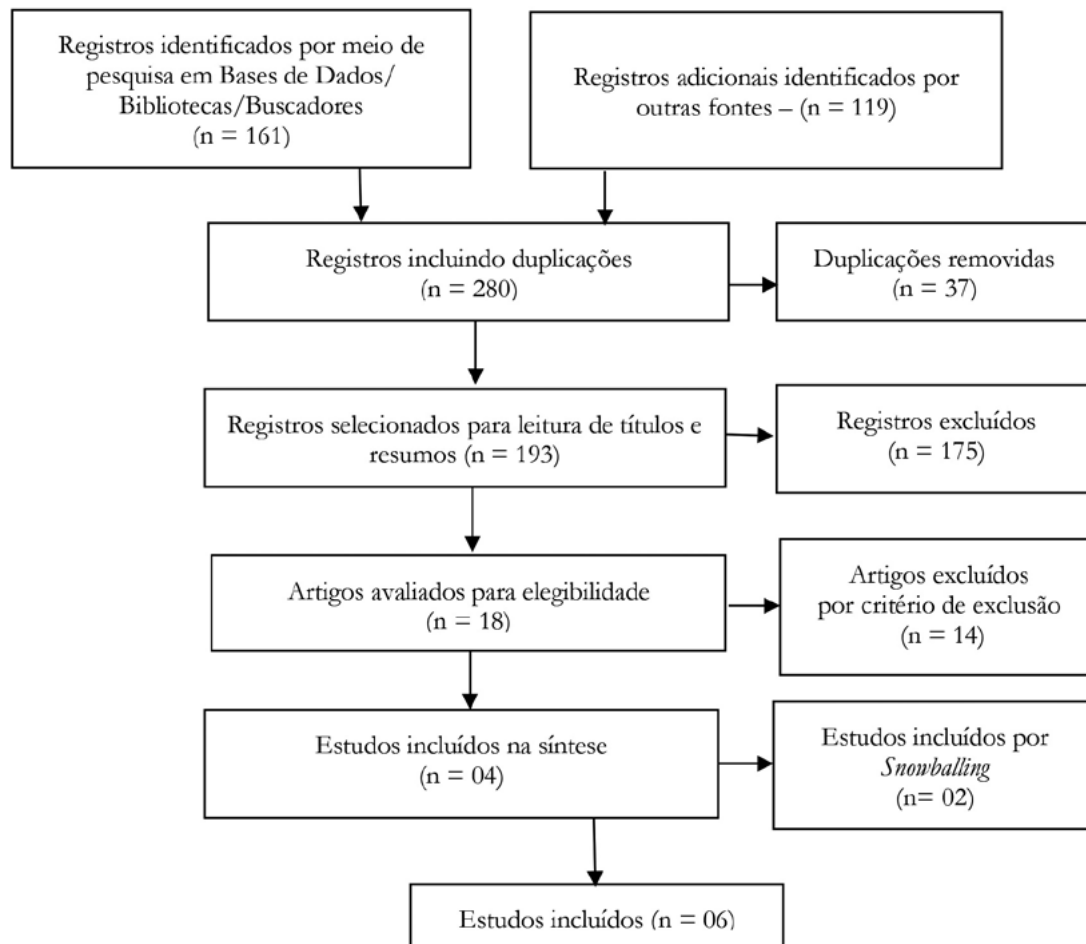 Registros identificados por meio de
pesquisa em Bases de Dados/
Bibliotecas/Buscadores
(n = 161)
Registros adicionais identificados por
outras fontes – (n = 119)
Registros incluindo duplicações
(n = 280)
Duplicações removidas
(n = 37)
Registros selecionados para leitura de títulos e
resumos (n = 193)
Registros excluídos
(n = 175)
Artigos avaliados para elegibilidade
(n = 18)
Artigos excluídos
por critério de exclusão
(n = 14)
Estudos incluídos na síntese
(n = 04)
Estudos incluídos por
Snowballing
(n= 02)
Estudos incluídos (n = 06)